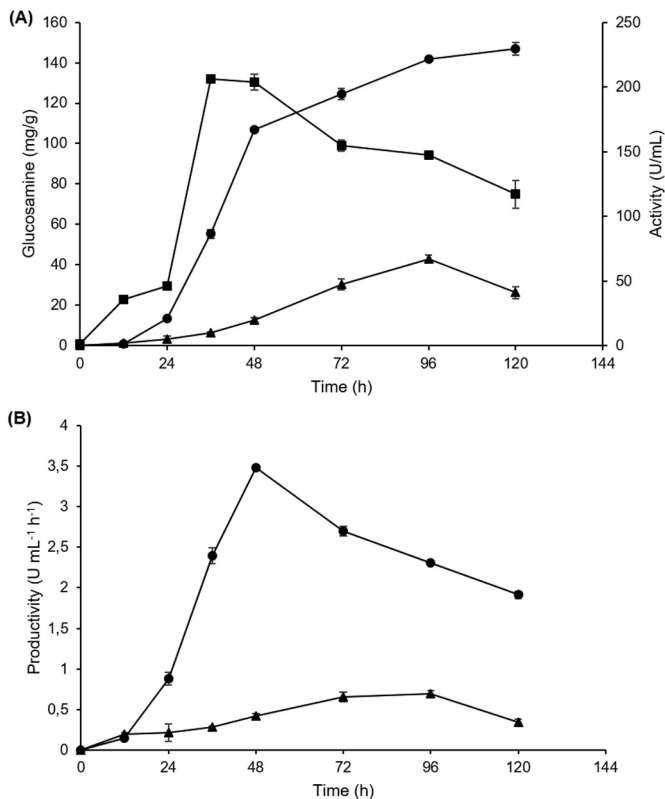 (A)
160
140
120
100
80
60
40
20
0
Glucosamine (mg/g)
250
200
150
100
50
0
Activity (U/mL)
0 24 48 72 96 120 144
Time (h)
(B)
4
3,5
3
2,5
2
1,5
1
0,5
0
Productivity (U mL⁻¹ h⁻¹)
0 24 48 72 96 120 144
Time (h)